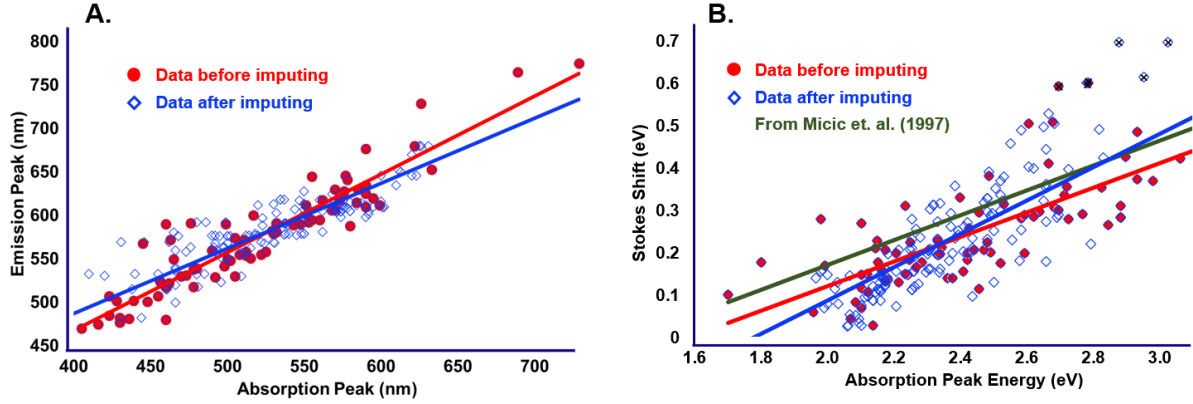 A.
Emission Peak (nm)
800
750
700
650
600
550
500
450
Data before imputing
Data after imputing
400
450
500
550
600
650
700
Absorption Peak (nm)
B.
Stokes Shift (eV)
0.7
0.6
0.5
0.4
0.3
0.2
0.1
0
Data before imputing
Data after imputing
From Micic et. al. (1997)
1.6
1.8
2.0
2.2
2.4
2.6
2.8
3.0
Absorption Peak Energy (eV)